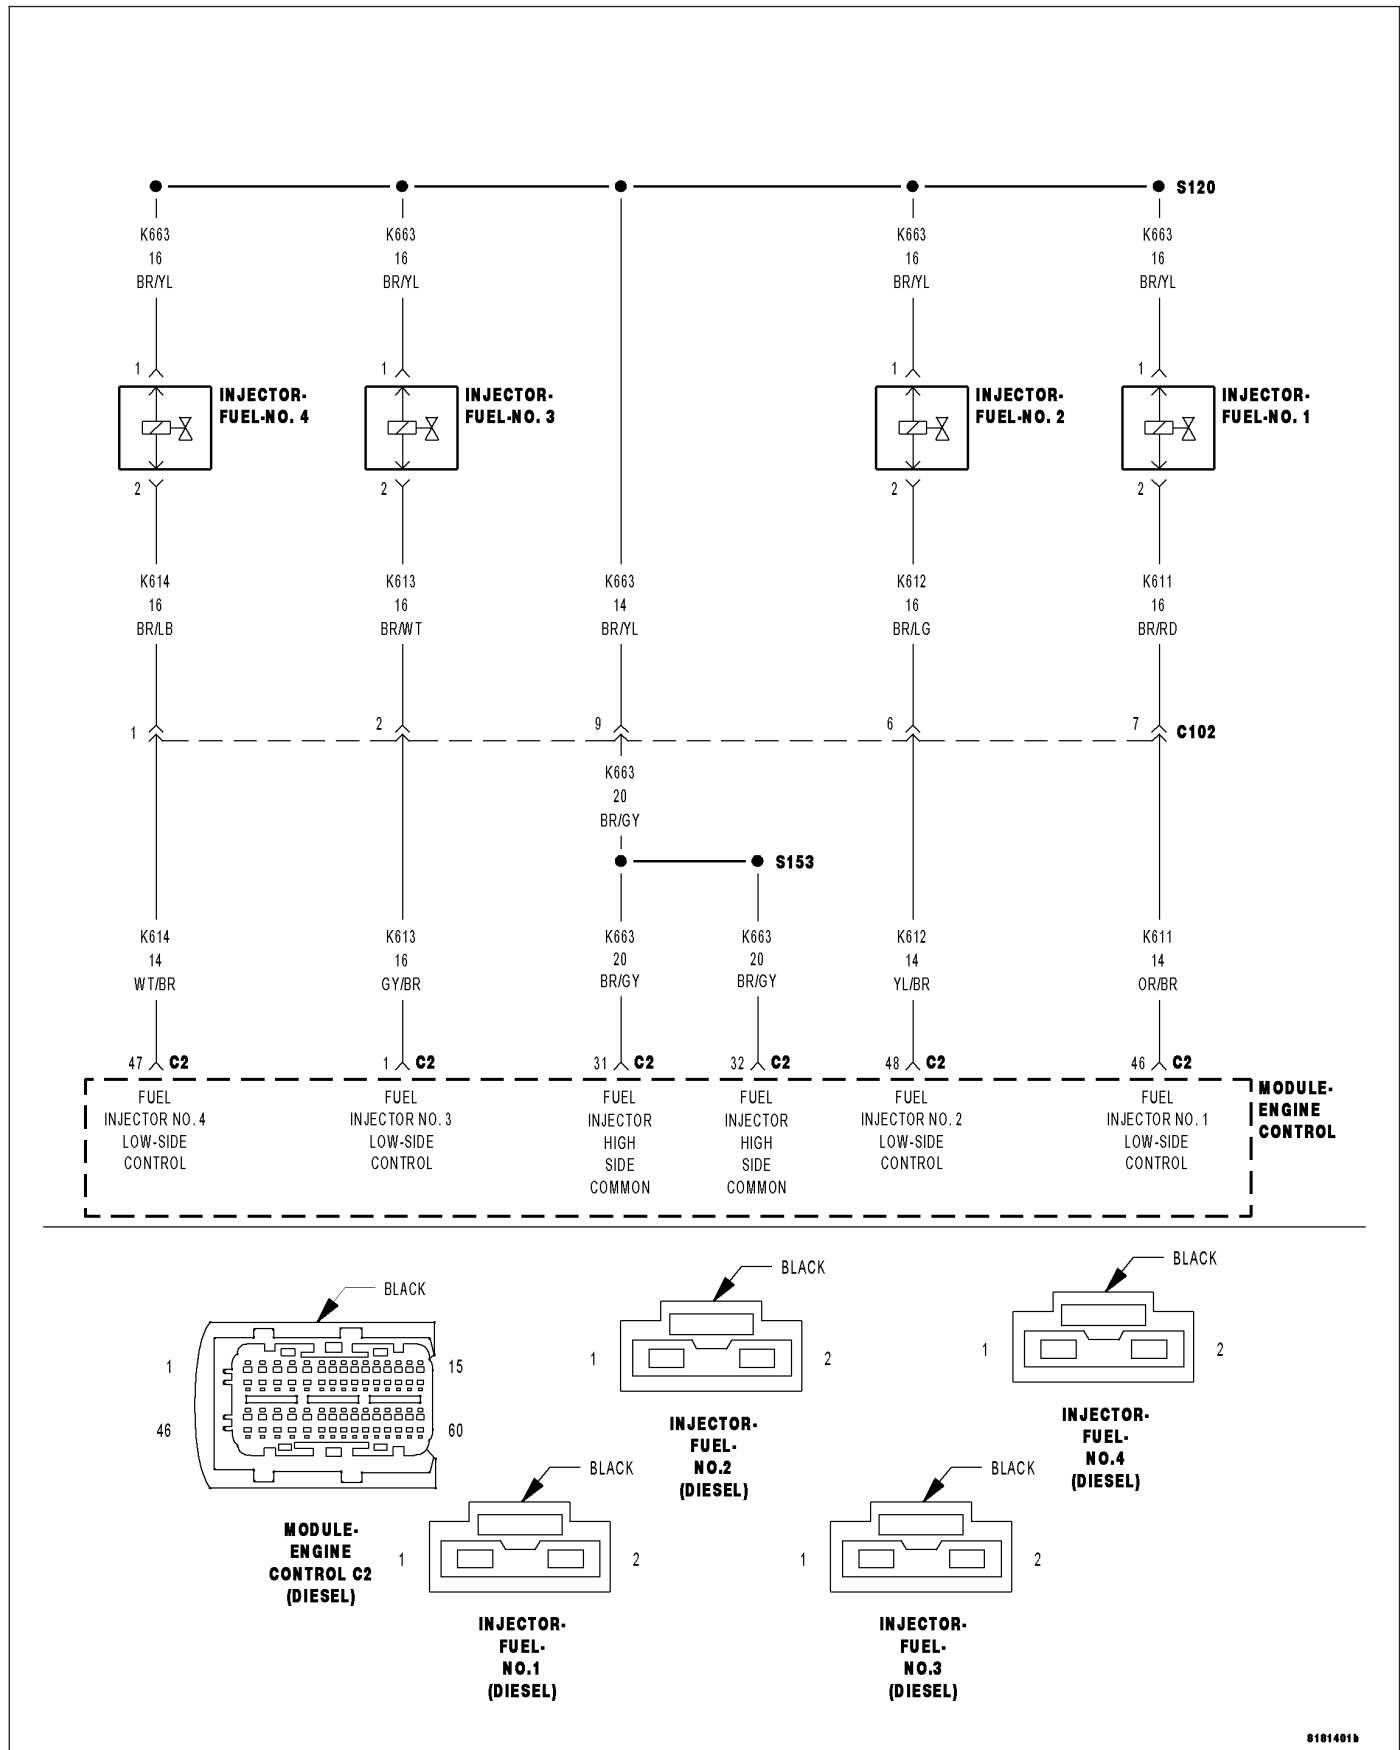 S120
K663 K663 K663 K663
16 16 16 16
BR/YL BR/YL BR/YL BR/YL
1 1 1 1
INJECTOR- INJECTOR- INJECTOR- INJECTOR-
FUEL-NO. 4 FUEL-NO. 3 FUEL-NO. 2 FUEL-NO. 1
2 2 2 2
K614 K613 K663 K612 K611
16 16 14 16 16
BR/LB BR/WT BR/YL BR/LG BR/RD
1 2 9 6 7 C102
K663
20
BR/GY
S153
K614 K613 K663 K663 K612 K611
14 16 20 20 14 14
WT/BR GY/BR BR/GY BR/GY YL/BR OR/BR
47 C2 1 C2 31 C2 32 C2 48 C2 46 C2
FUEL FUEL FUEL FUEL FUEL FUEL
INJECTOR NO. 4 INJECTOR NO. 3 INJECTOR INJECTOR INJECTOR NO. 2 INJECTOR NO. 1
LOW-SIDE LOW-SIDE HIGH HIGH LOW-SIDE LOW-SIDE
CONTROL CONTROL SIDE SIDE CONTROL CONTROL
COMMON COMMON
MODULE-
ENGINE
CONTROL
BLACK
1 15
46 60
MODULE-
ENGINE
CONTROL C2
(DIESEL)
BLACK
1 2
INJECTOR-
FUEL-
NO.2
(DIESEL)
BLACK
1 2
INJECTOR-
FUEL-
NO.4
(DIESEL)
BLACK
1 2
INJECTOR-
FUEL-
NO.1
(DIESEL)
BLACK
1 2
INJECTOR-
FUEL-
NO.3
(DIESEL)
8181401b